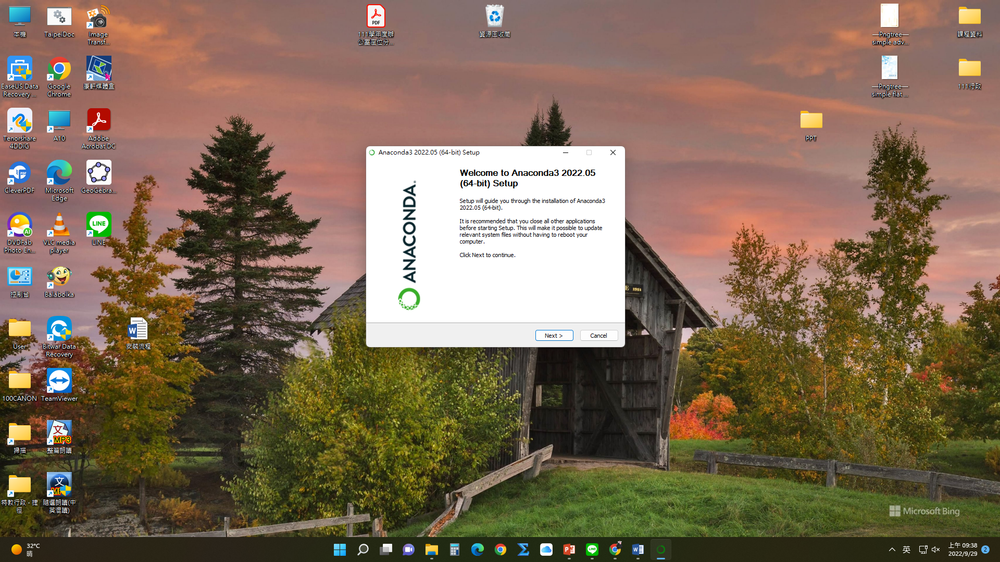 本機
TaipeiDoc
Image
Transf...
EaseUS Data
Recovery ...
Google
Chrome
康軒媒體盒
Tenorshare
4DDiG
A10
Adobe
Acrobat DC
CleverPDF
Microsoft
Edge
GeoGebra...
DVDFab
Photo En...
VLC media
player
LINE
控制台
Balabolka
User
Bitwar Data
Recovery
安裝流程
100CANON
TeamViewer
掃描
整篇朗讀
特教行政 - 捷
徑
隨選朗讀(中
英混讀)
111學年度辦
公室座位分...
資源回收筒
—Pngtree—
simple adv...
課程資料
—Pngtree—
simple flat ...
111行政
PPT
PDF
PDF
AI
LINE
文
MP3
文
Anaconda3 2022.05 (64-bit) Setup
ANACONDA.
Welcome to Anaconda3 2022.05
(64-bit) Setup
Setup will guide you through the installation of Anaconda3
2022.05 (64-bit).
It is recommended that you close all other applications
before starting Setup. This will make it possible to update
relevant system files without having to reboot your
computer.
Click Next to continue.
Next >
Cancel
1914
Microsoft Bing
32°C
晴
英
上午 09:38
2022/9/29
2